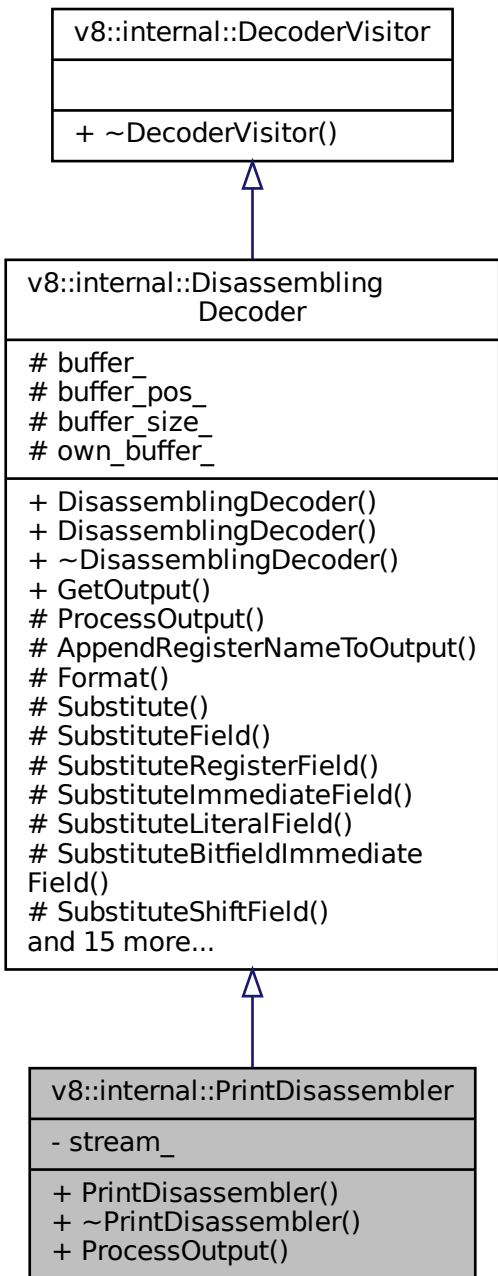 v8::internal::DecoderVisitor
+ ~DecoderVisitor()
v8::internal::Disassembling
Decoder
# buffer_
# buffer_pos_
# buffer_size_
# own_buffer_
+ DisassemblingDecoder()
+ DisassemblingDecoder()
+ ~DisassemblingDecoder()
+ GetOutput()
# ProcessOutput()
# AppendRegisterNameToOutput()
# Format()
# Substitute()
# SubstituteField()
# SubstituteRegisterField()
# SubstituteImmediateField()
# SubstituteLiteralField()
# SubstituteBitfieldImmediate
Field()
# SubstituteShiftField()
and 15 more...
v8::internal::PrintDisassembler
- stream_
+ PrintDisassembler()
+ ~PrintDisassembler()
+ ProcessOutput()